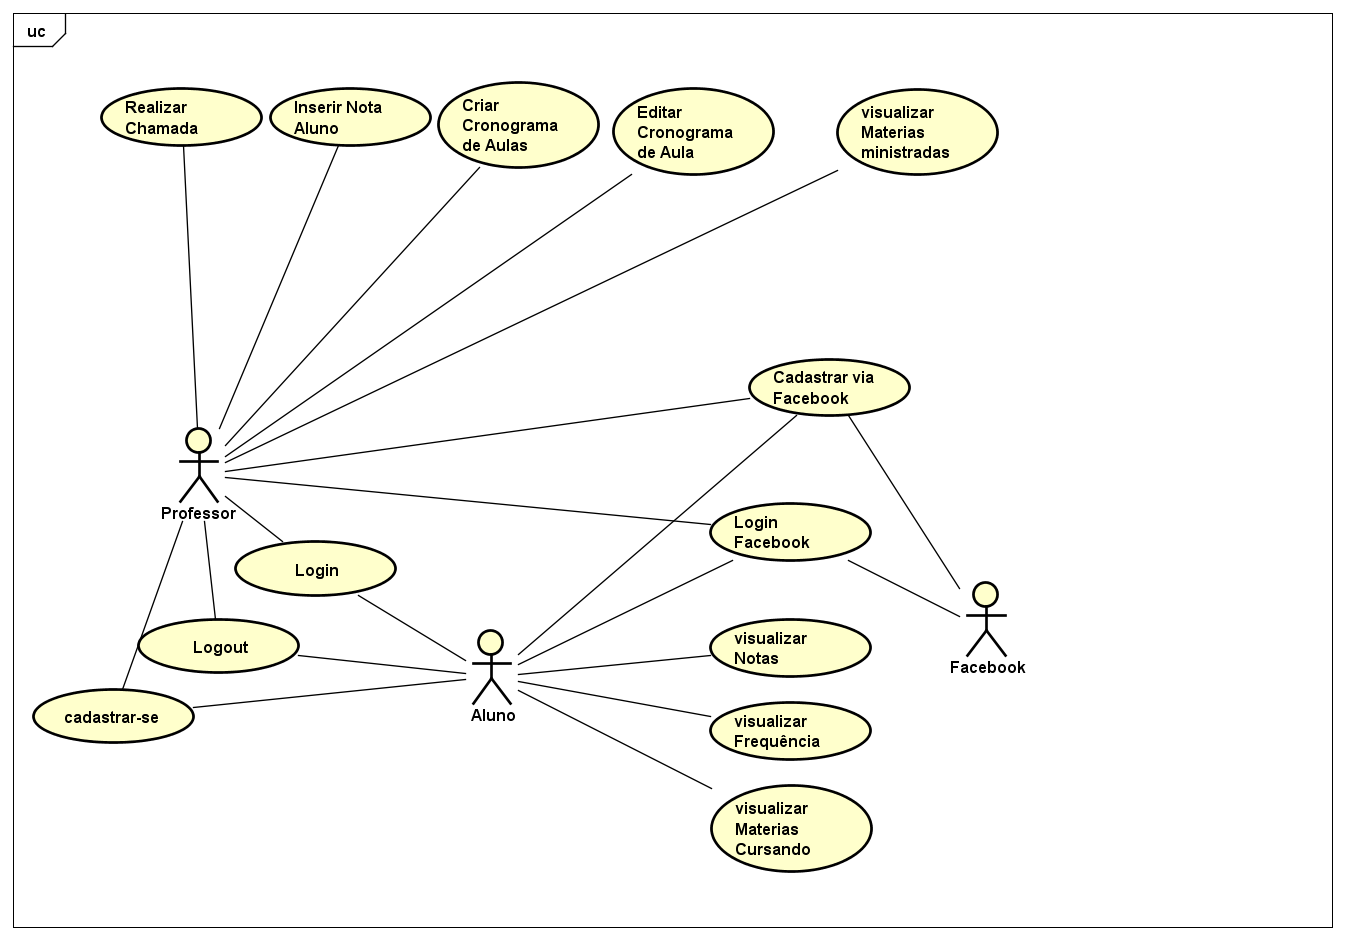 uc
Realizar
Chamada
Inserir Nota
Aluno
Criar
Cronograma
de Aulas
Editar
Cronograma
de Aula
visualizar
Materias
ministradas
Cadastrar via
Facebook
Professor
Login
Facebook
Login
Logout
visualizar
Notas
Facebook
cadastrar-se
Aluno
visualizar
Frequência
visualizar
Materias
Cursando